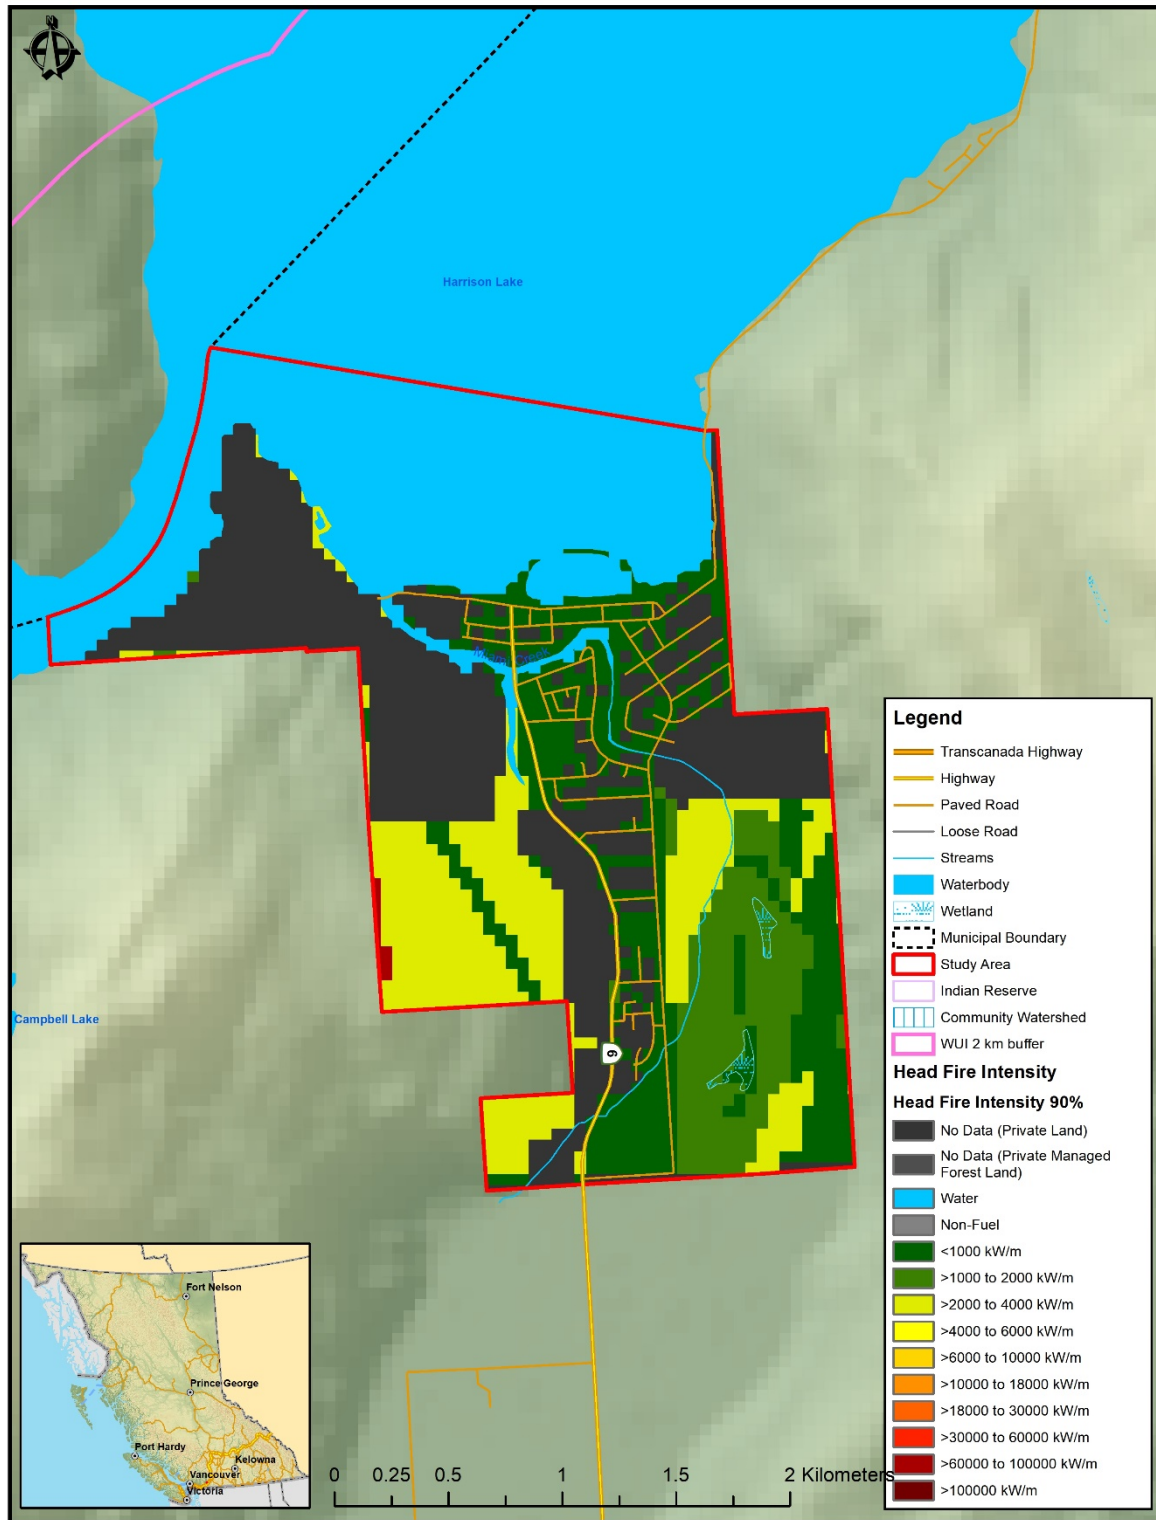 Harrison Lake
Miami Creek
Campbell Lake
9
Legend
Transcanada Highway
Highway
Paved Road
Loose Road
Streams
Waterbody
Wetland
Municipal Boundary
Study Area
Indian Reserve
Community Watershed
WUI 2 km buffer
Head Fire Intensity
Head Fire Intensity 90%
No Data (Private Land)
No Data (Private Managed
Forest Land)
Water
Non-Fuel
<1000 kW/m
>1000 to 2000 kW/m
>2000 to 4000 kW/m
>4000 to 6000 kW/m
>6000 to 10000 kW/m
>10000 to 18000 kW/m
>18000 to 30000 kW/m
>30000 to 60000 kW/m
>60000 to 100000 kW/m
>100000 kW/m
Fort Nelson
Prince George
Port Hardy
Kelowna
Vancouver
Victoria
0 0.25 0.5 1 1.5 2 Kilometers